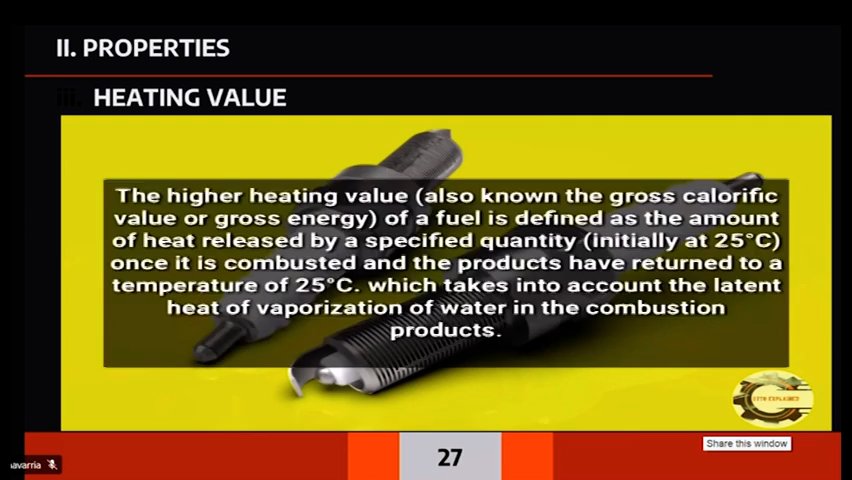 II. PROPERTIES
iii. HEATING VALUE
The higher heating value (also known the gross calorific
value or gross energy) of a fuel is defined as the amount
of heat released by a specified quantity (initially at 25°C)
once it is combusted and the products have returned to a
temperature of 25°C. which takes into account the latent
heat of vaporization of water in the combustion
products.
Share this window
27